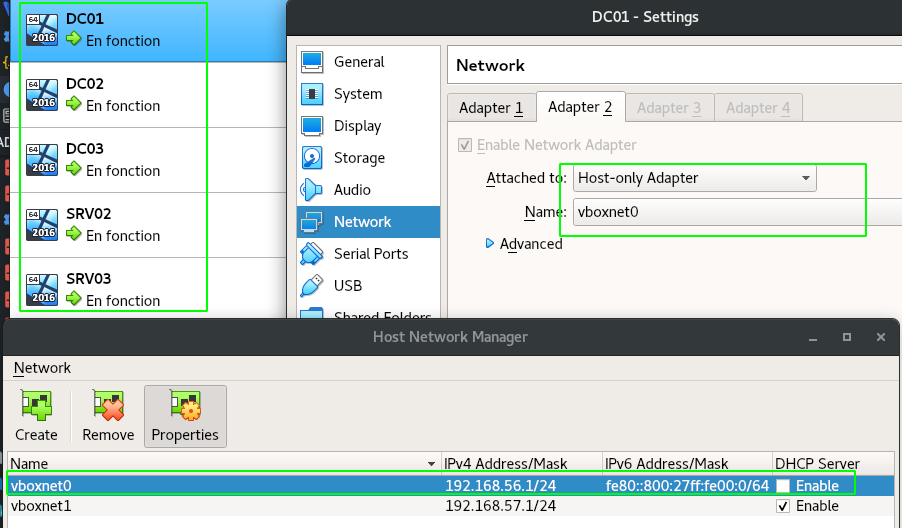 DC01
En fonction
DC02
En fonction
DC03
En fonction
SRV02
En fonction
SRV03
En fonction
64
2016
64
2016
64
2016
64
2016
64
2016
DC01 - Settings
General
System
Display
Storage
Audio
Network
Serial Ports
USB
Shared Folders
Network
Adapter 1 Adapter 2 Adapter 3 Adapter 4
Enable Network Adapter
Attached to: Host-only Adapter
Name: vboxnet0
Advanced
Host Network Manager
Network
Create Remove Properties
Name IPv4 Address/Mask IPv6 Address/Mask DHCP Server
vboxnet0 192.168.56.1/24 fe80::800:27ff:fe00:0/64 Enable
vboxnet1 192.168.57.1/24 Enable